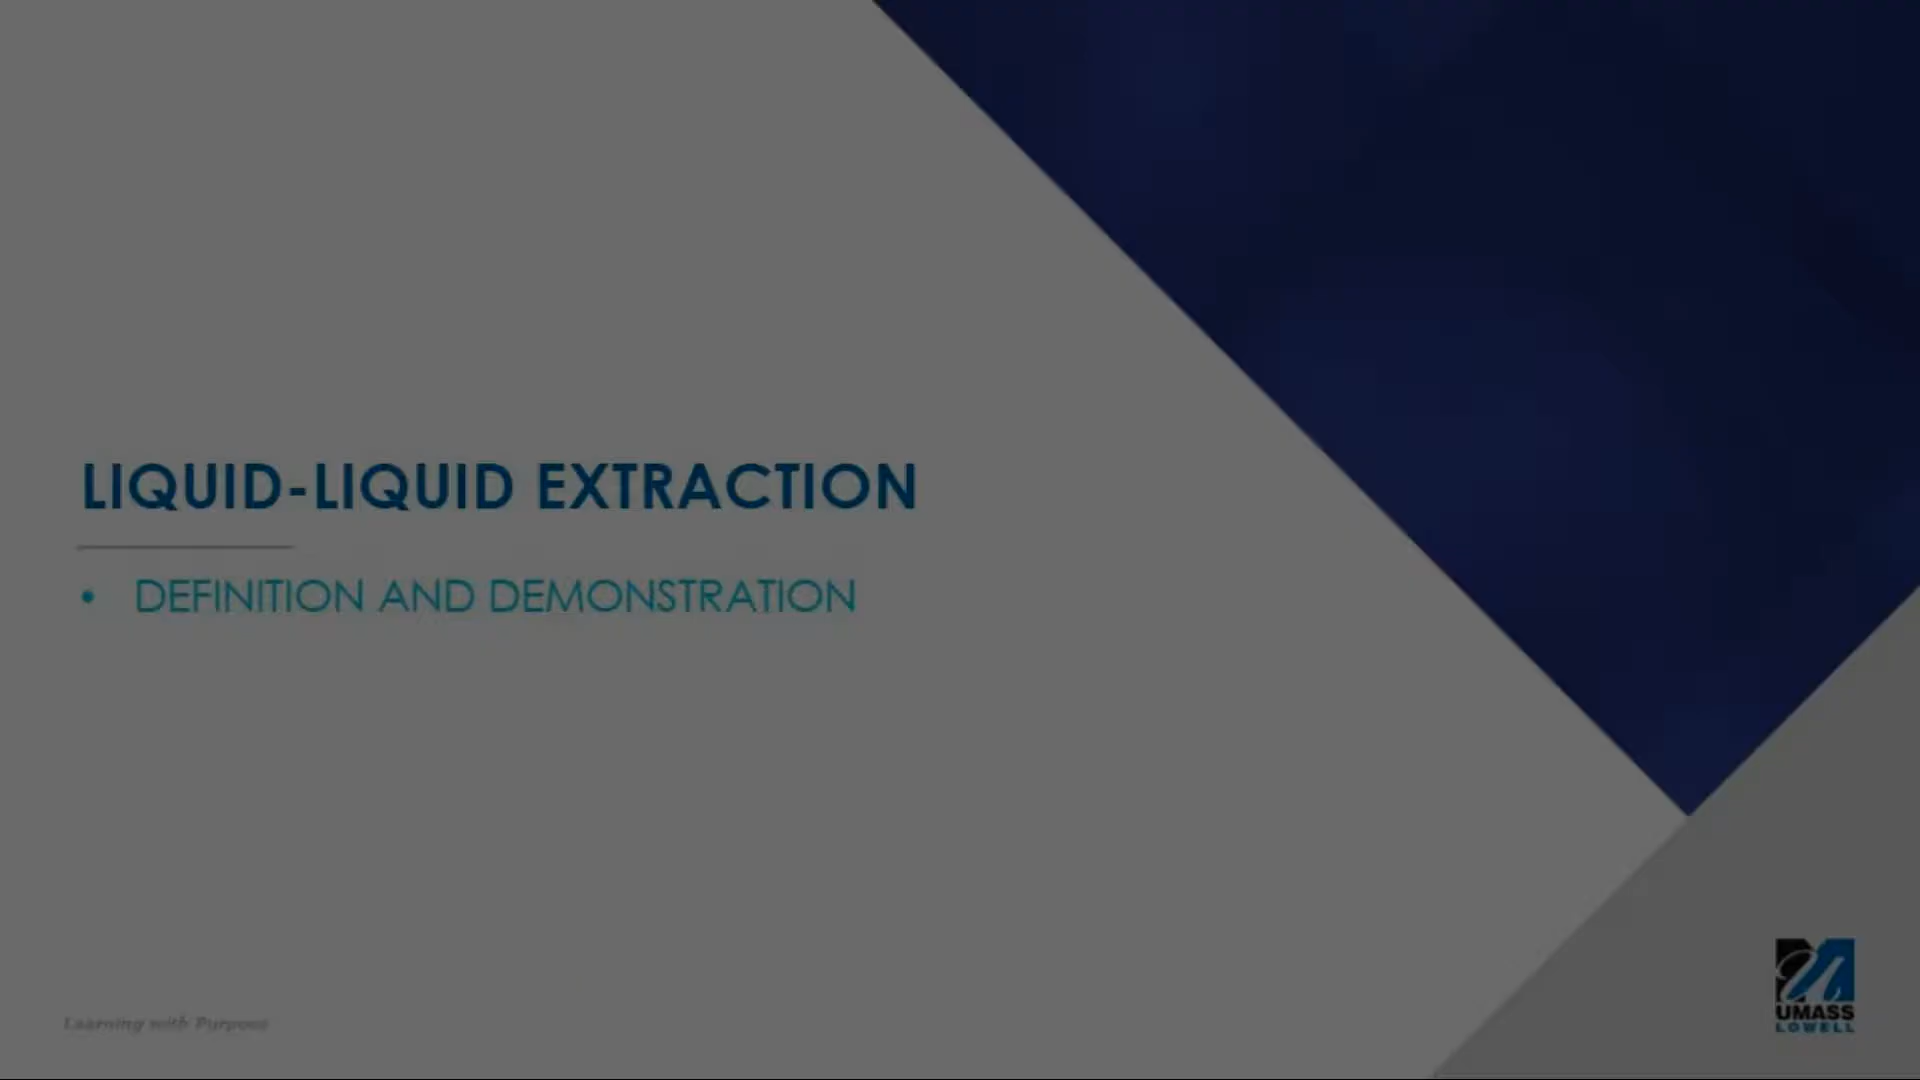 LIQUID-LIQUID EXTRACTION
• DEFINITION AND DEMONSTRATION
Learning with Purpose
UMASS
LOWELL